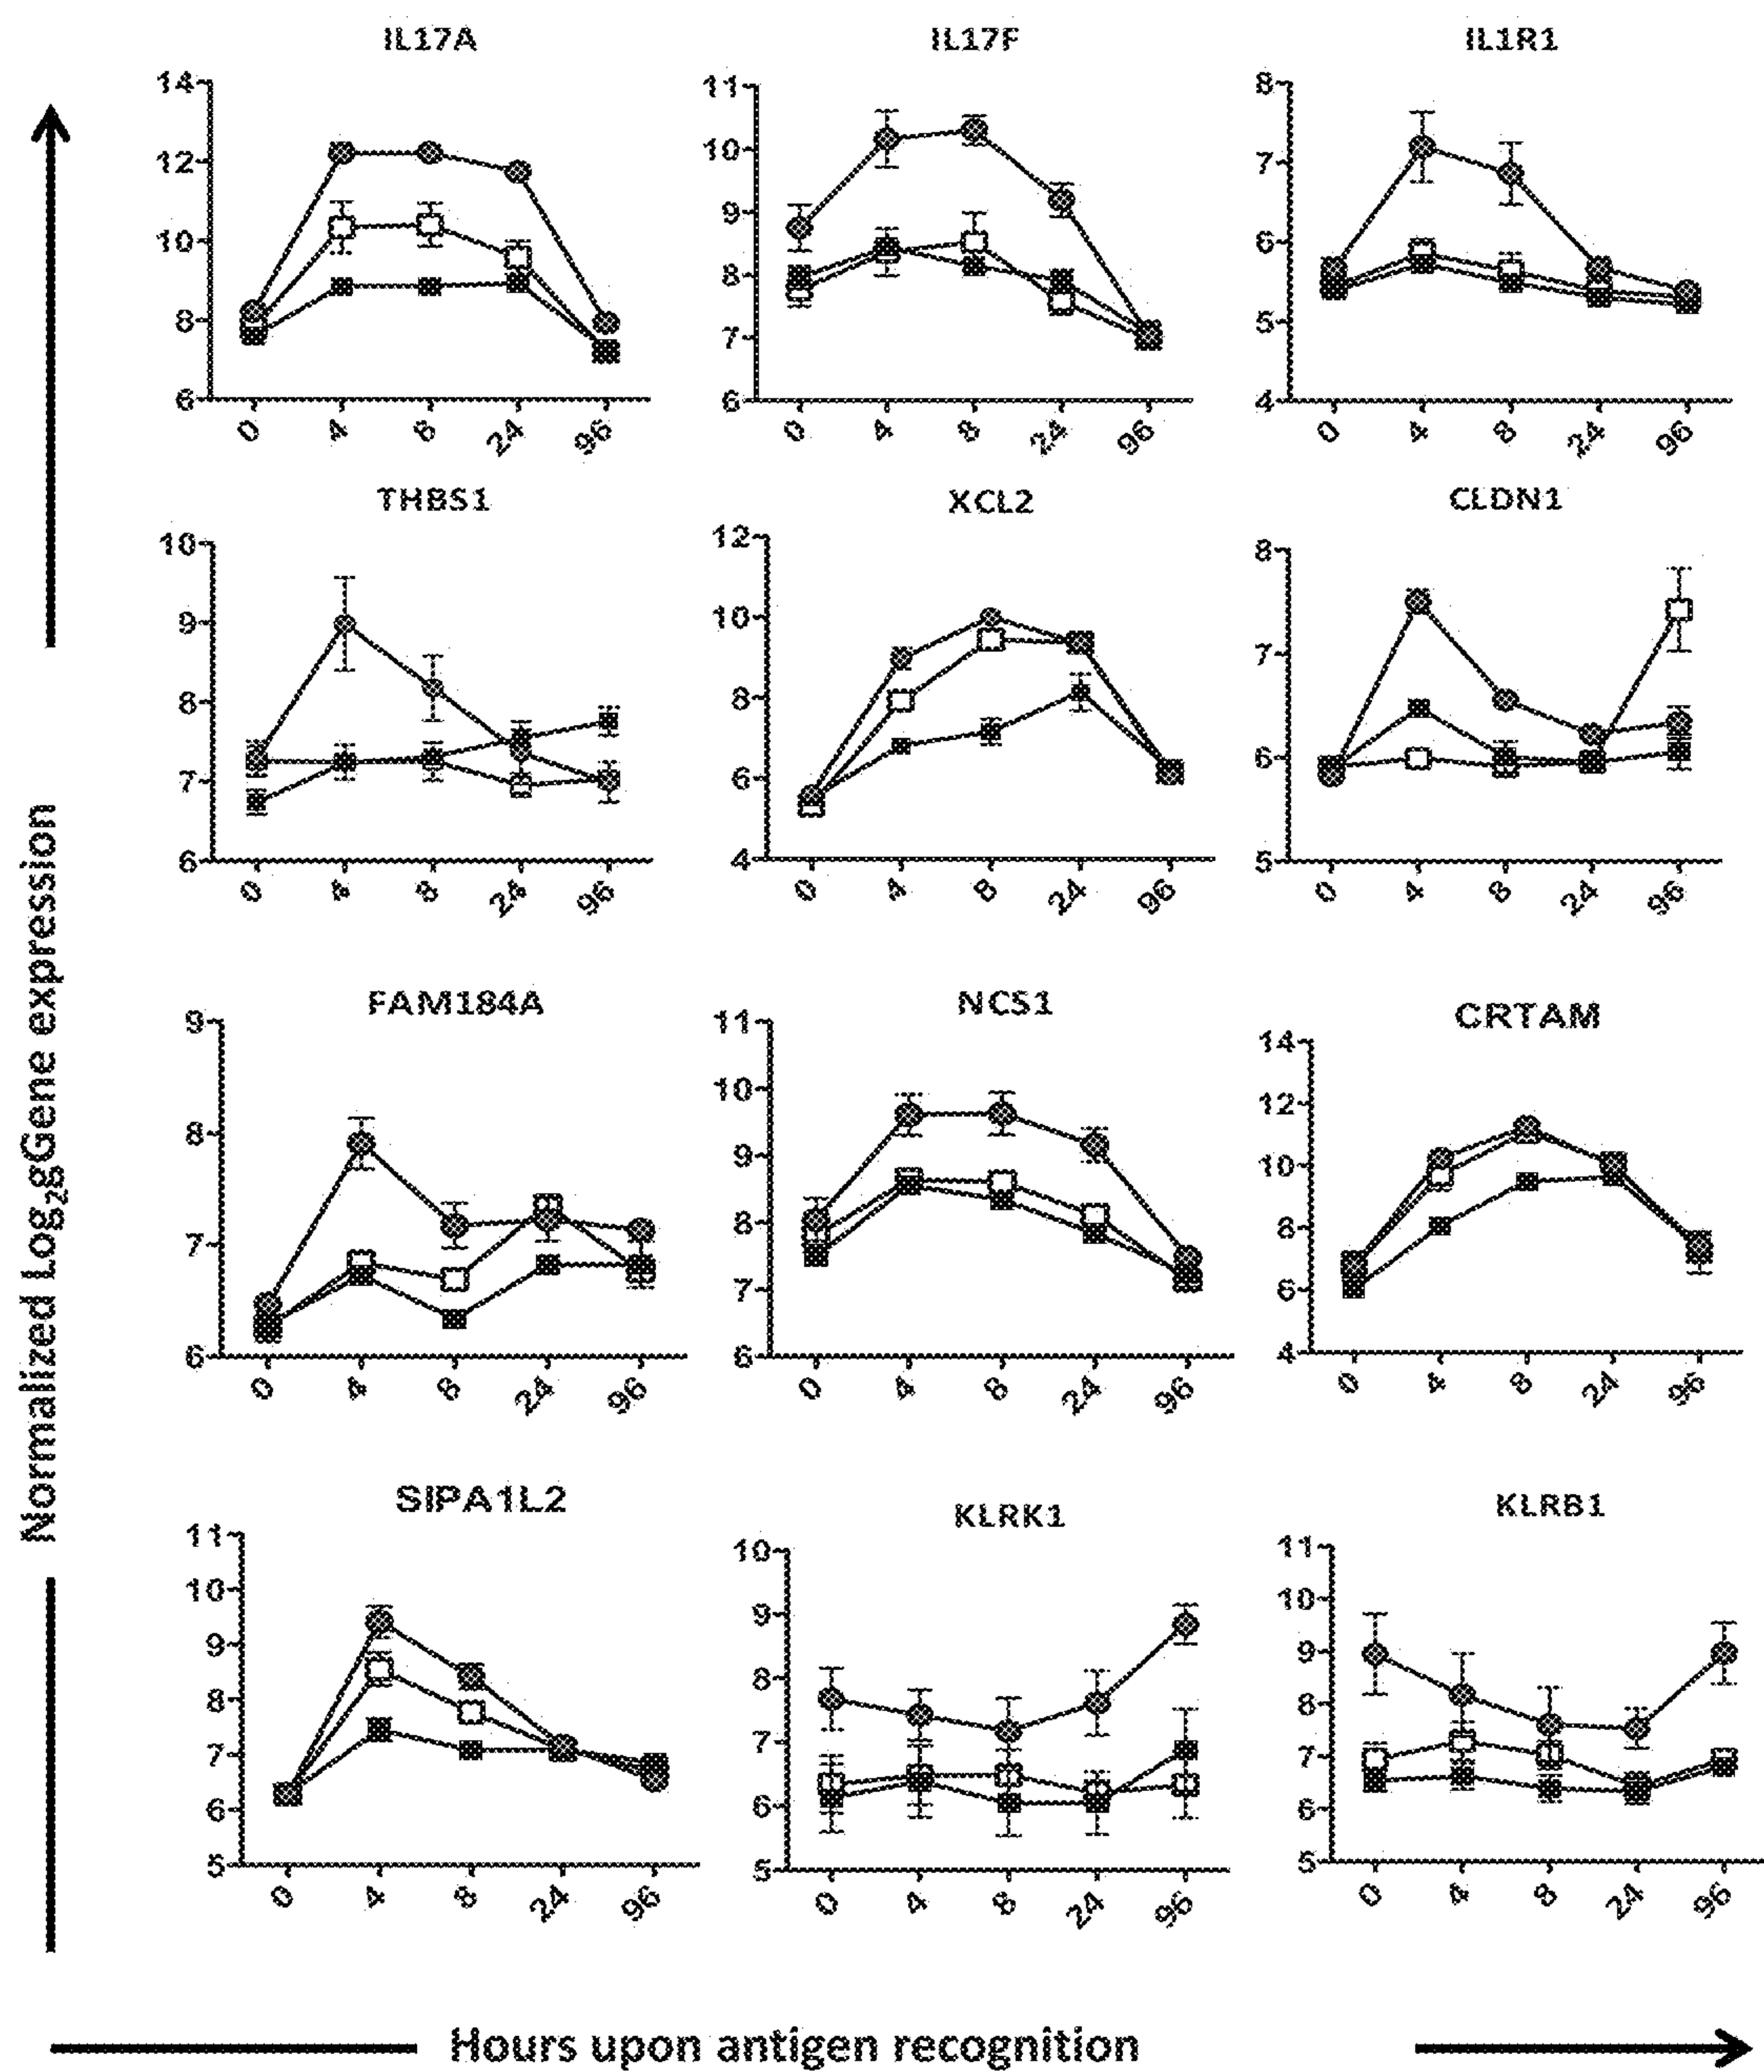 Normalized Log₂gGene expression
IL17A
14
12
10
8
6
0 4 8 24 96
IL17F
11
10
9
8
7
6
0 4 8 24 96
IL1R1
8
7
6
5
4
0 4 8 24 96
THBS1
10
9
8
7
6
0 4 8 24 96
XCL2
12
10
8
6
4
0 4 8 24 96
CLDN1
8
7
6
5
0 4 8 24 96
FAM184A
9
8
7
6
0 4 8 24 96
NCS1
11
10
9
8
7
6
0 4 8 24 96
CRTAM
14
12
10
8
6
4
0 4 8 24 96
SIPA1L2
11
10
9
8
7
6
5
0 4 8 24 96
KLRK1
10
9
8
7
6
5
0 4 8 24 96
KLRB1
11
10
9
8
7
6
5
0 4 8 24 96
Hours upon antigen recognition